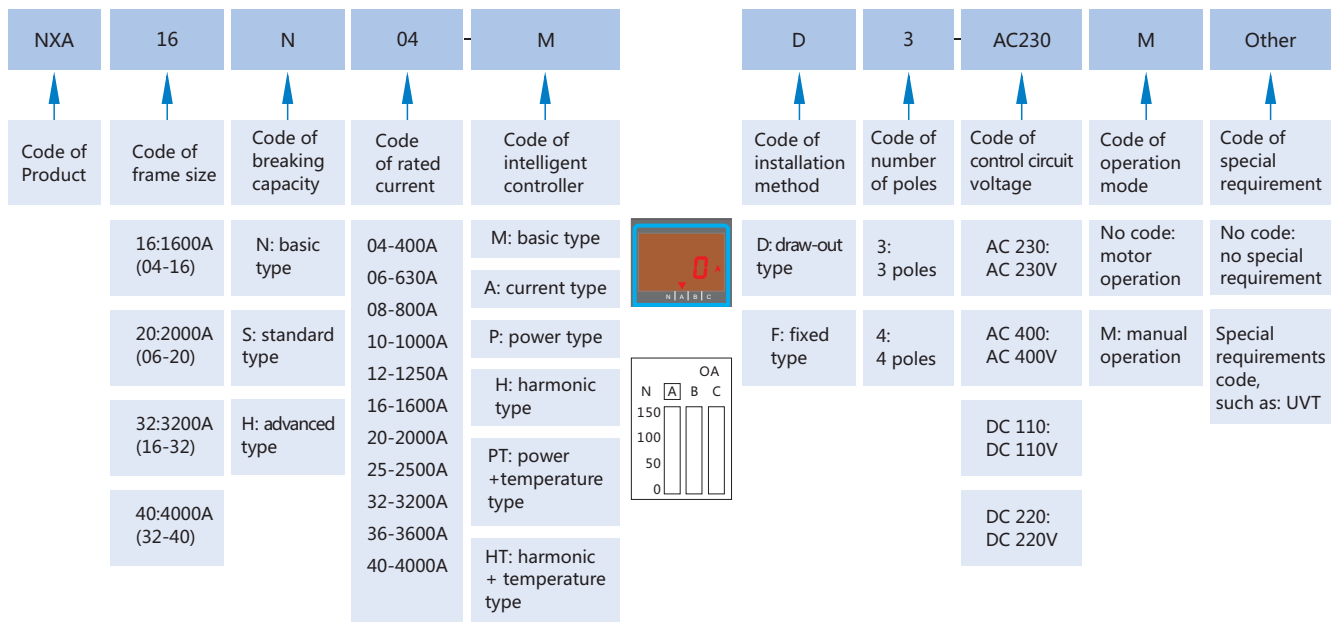 NXA
16
N
04
-
M
D
3
-
AC230
M
Other
Code of
Product
Code of
frame size
Code of
breaking
capacity
Code
of rated
current
Code of
intelligent
controller
Code of
installation
method
Code of
number
of poles
Code of
control circuit
voltage
Code of
operation
mode
Code of
special
requirement
16:1600A
(04-16)
20:2000A
(06-20)
32:3200A
(16-32)
40:4000A
(32-40)
N: basic
type
S: standard
type
H: advanced
type
04-400A
06-630A
08-800A
10-1000A
12-1250A
16-1600A
20-2000A
25-2500A
32-3200A
36-3600A
40-4000A
M: basic type
A: current type
P: power type
H: harmonic
type
PT: power
+temperature
type
HT: harmonic
+ temperature
type
0 A
N A B C
OA
N A B C
150
100
50
0
D: draw-out
type
F: fixed
type
3:
3 poles
4:
4 poles
AC 230:
AC 230V
AC 400:
AC 400V
DC 110:
DC 110V
DC 220:
DC 220V
No code:
motor
operation
M: manual
operation
No code:
no special
requirement
Special
requirements
code,
such as: UVT